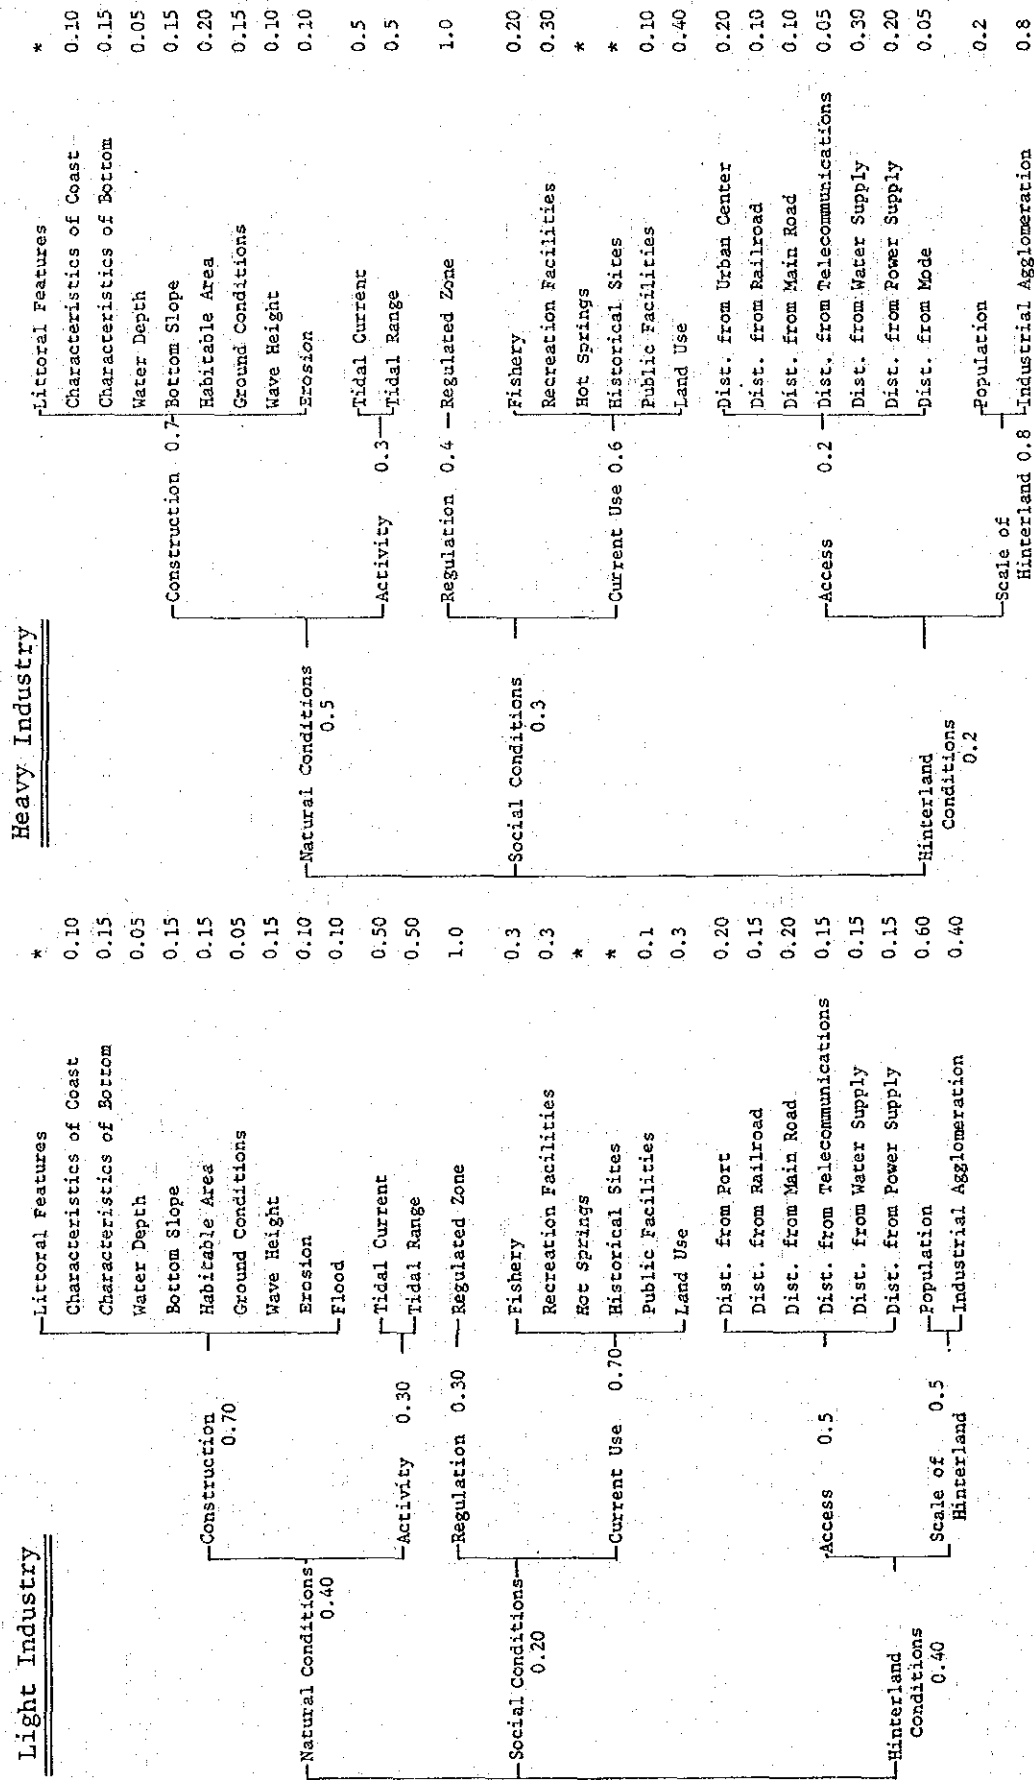 Light Industry
Littoral Features *
Characteristics of Coast 0.10
Characteristics of Bottom 0.15
Water Depth 0.05
Bottom Slope 0.15
Construction 0.70
Habitable Area 0.15
Ground Conditions 0.05
Wave Height 0.15
Natural Conditions 0.40
Erosion 0.10
Flood 0.10
Tidal Current 0.50
Activity 0.30
Tidal Range 0.50
Regulation 0.30
Regulated Zone 1.0
Social Conditions 0.20
Fishery 0.3
Recreation Facilities 0.3
Hot Springs *
Current Use 0.70
Historical Sites *
Public Facilities 0.1
Land Use 0.3
Dist. from Port 0.20
Dist. from Railroad 0.15
Dist. from Main Road 0.20
Access 0.5
Dist. from Telecommunications 0.15
Dist. from Water Supply 0.15
Hinterland
Conditions
0.40
Dist. from Power Supply 0.15
Population 0.60
Scale of 0.5
Hinterland
Industrial Agglomeration 0.40
Heavy Industry
Littoral Features *
Characteristics of Coast 0.10
Characteristics of Bottom 0.15
Water Depth 0.05
Construction 0.7
Bottom Slope 0.15
Habitable Area 0.20
Ground Conditions 0.15
Wave Height 0.10
Natural Conditions 0.5
Erosion 0.10
Tidal Current 0.5
Activity 0.3
Tidal Range 0.5
Regulation 0.4
Regulated Zone 1.0
Social Conditions 0.3
Fishery 0.20
Recreation Facilities 0.30
Hot Springs *
Current Use 0.6
Historical Sites *
Public Facilities 0.10
Land Use 0.40
Dist. from Urban Center 0.20
Dist. from Railroad 0.10
Dist. from Main Road 0.10
Access 0.2
Dist. from Telecommunications 0.05
Dist. from Water Supply 0.30
Dist. from Power Supply 0.20
Hinterland
Conditions
0.2
Dist. from Mode 0.05
Population 0.2
Scale of
Hinterland 0.8
Industrial Agglomeration 0.8